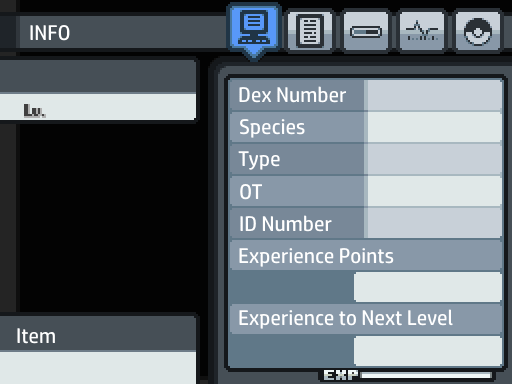 INFO
Lv.
Dex Number
Species
Type
OT
ID Number
Experience Points
Experience to Next Level
Item
EXP